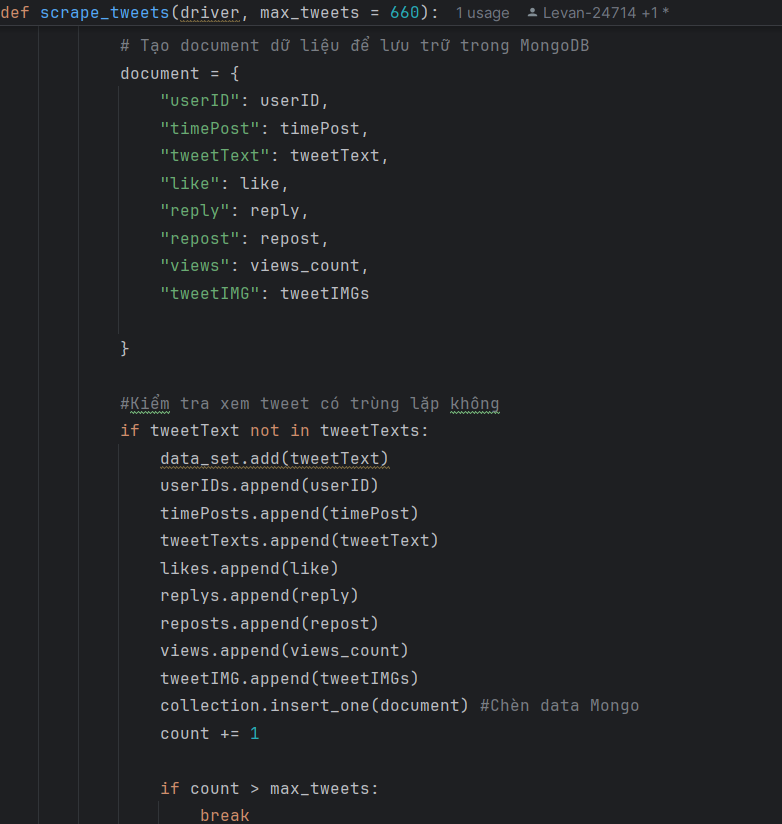 def scrape_tweets(driver, max_tweets = 660): 1 usage Levan-24714 +1 *
# Tạo document dữ liệu để lưu trữ trong MongoDB
document = {
"userID": userID,
"timePost": timePost,
"tweetText": tweetText,
"like": like,
"reply": reply,
"repost": repost,
"views": views_count,
"tweetIMG": tweetIMGs
}
#Kiểm tra xem tweet có trùng lặp không
if tweetText not in tweetTexts:
data_set.add(tweetText)
userIDs.append(userID)
timePosts.append(timePost)
tweetTexts.append(tweetText)
likes.append(like)
replys.append(reply)
reposts.append(repost)
views.append(views_count)
tweetIMG.append(tweetIMGs)
collection.insert_one(document) #Chèn data Mongo
count += 1
if count > max_tweets:
break